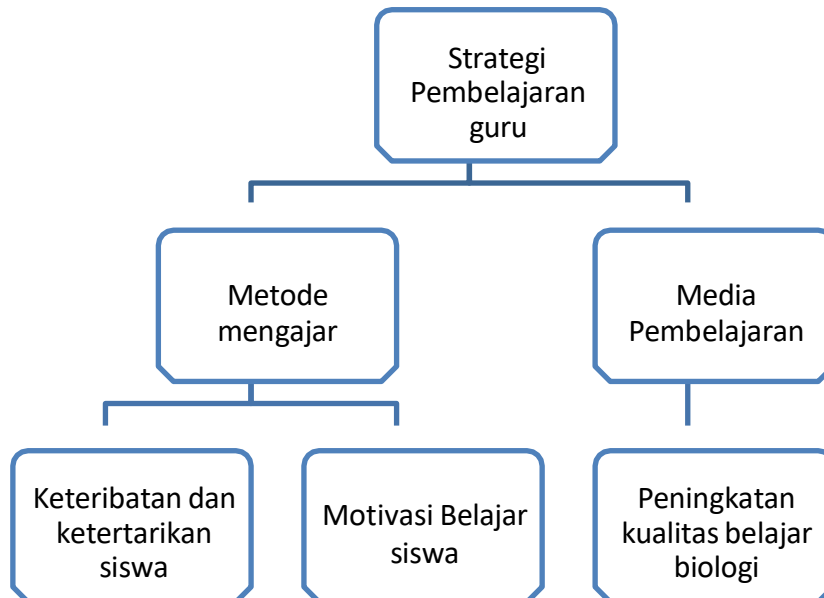 Strategi
Pembelajaran
guru
Metode
mengajar
Media
Pembelajaran
Keteribatan dan
ketertarikan
siswa
Motivasi Belajar
siswa
Peningkatan
kualitas belajar
biologi